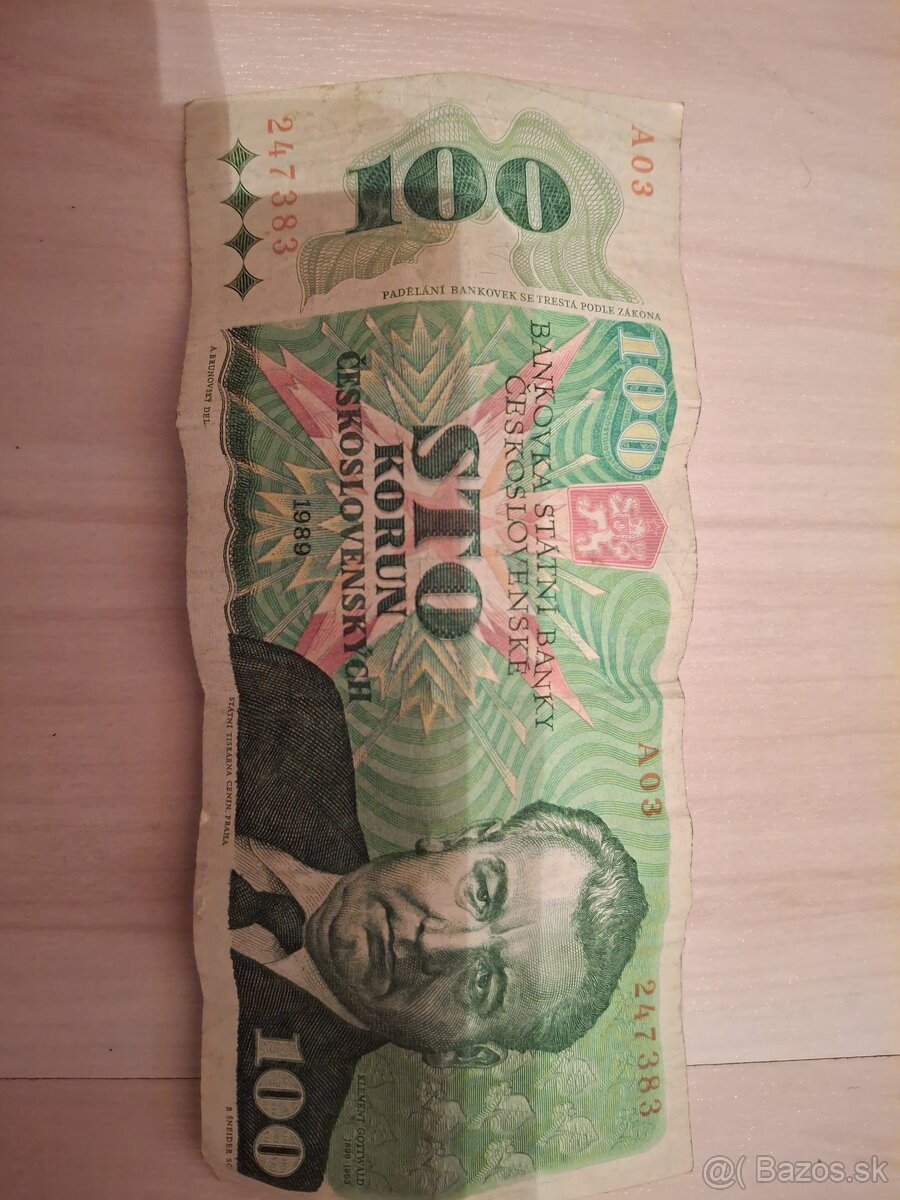 A03
100
247383
PADĚLÁNÍ BANKOVEK SE TRESTÁ PODLE ZÁKONA
100
BANKOVKA STÁTNÍ BANKY
ČESKOSLOVENSKÉ
STO
KORUN
ČESKOSLOVENSKÝCH
1989
A.BRUNOVSKÝ DEL.
A03
247383
KLEMENT GOTTWALD
100
STÁTNÍ TISKÁRNA CENIN, PRAHA
B. ŠNEIDER SC.
@( Bazos.sk